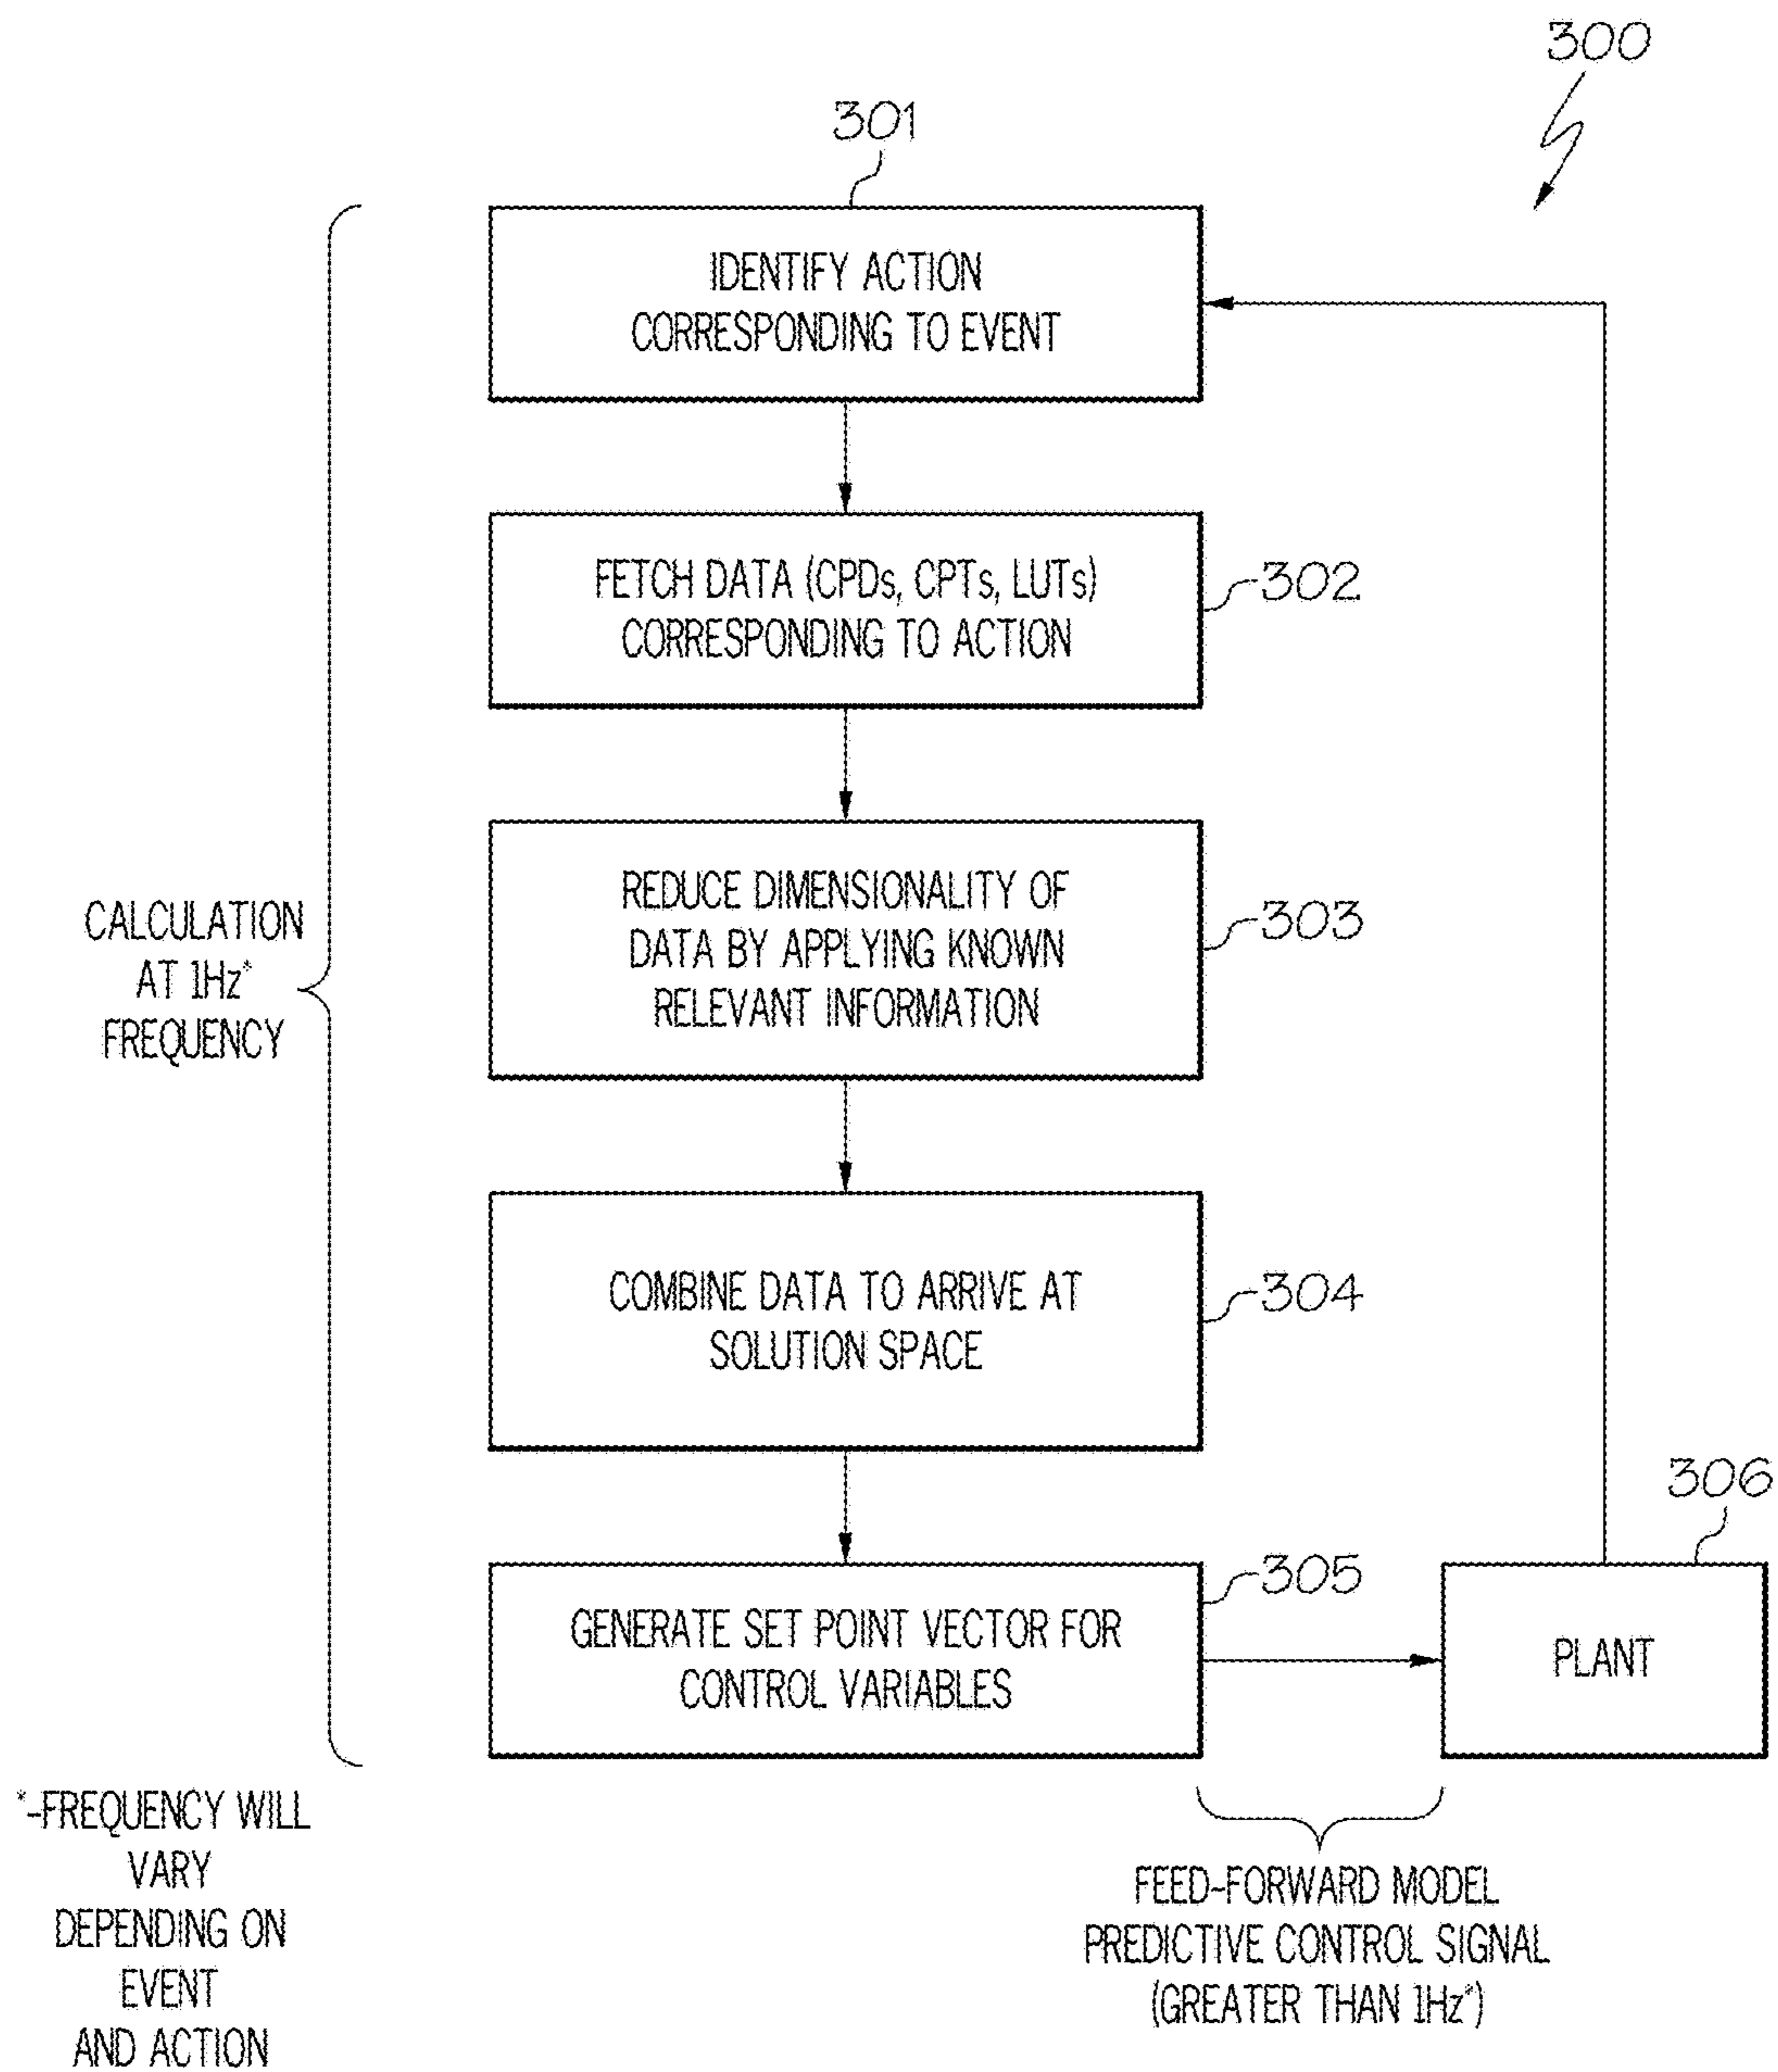 300
301
IDENTIFY ACTION
CORRESPONDING TO EVENT
FETCH DATA (CPDs, CPTs, LUTs)
CORRESPONDING TO ACTION
302
REDUCE DIMENSIONALITY OF
DATA BY APPLYING KNOWN
RELEVANT INFORMATION
303
CALCULATION
AT 1Hz*
FREQUENCY
COMBINE DATA TO ARRIVE AT
SOLUTION SPACE
304
GENERATE SET POINT VECTOR FOR
CONTROL VARIABLES
305
306
PLANT
*-FREQUENCY WILL
VARY
DEPENDING ON
EVENT
AND ACTION
FEED-FORWARD MODEL
PREDICTIVE CONTROL SIGNAL
(GREATER THAN 1Hz*)